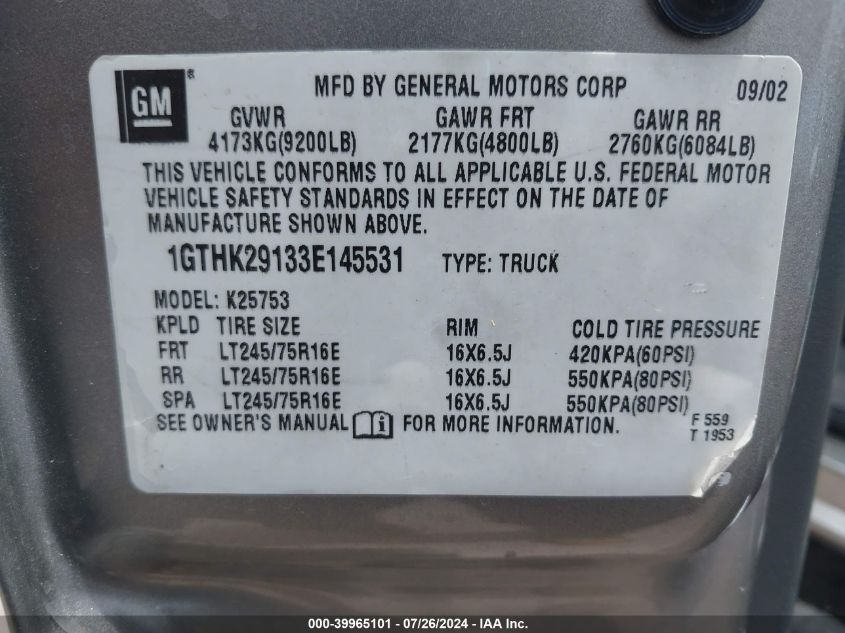 GM®
MFD BY GENERAL MOTORS CORP 09/02
GVWR GAWR FRT GAWR RR
4173KG(9200LB) 2177KG(4800LB) 2760KG(6084LB)
THIS VEHICLE CONFORMS TO ALL APPLICABLE U.S. FEDERAL MOTOR
VEHICLE SAFETY STANDARDS IN EFFECT ON THE DATE OF
MANUFACTURE SHOWN ABOVE.
1GTHK29133E145531 TYPE: TRUCK
MODEL: K25753
KPLD TIRE SIZE RIM COLD TIRE PRESSURE
FRT LT245/75R16E 16X6.5J 420KPA(60PSI)
RR LT245/75R16E 16X6.5J 550KPA(80PSI)
SPA LT245/75R16E 16X6.5J 550KPA(80PSI)
SEE OWNER'S MANUAL FOR MORE INFORMATION.
F 559
T 1953
000-39965101 - 07/26/2024 - IAA Inc.